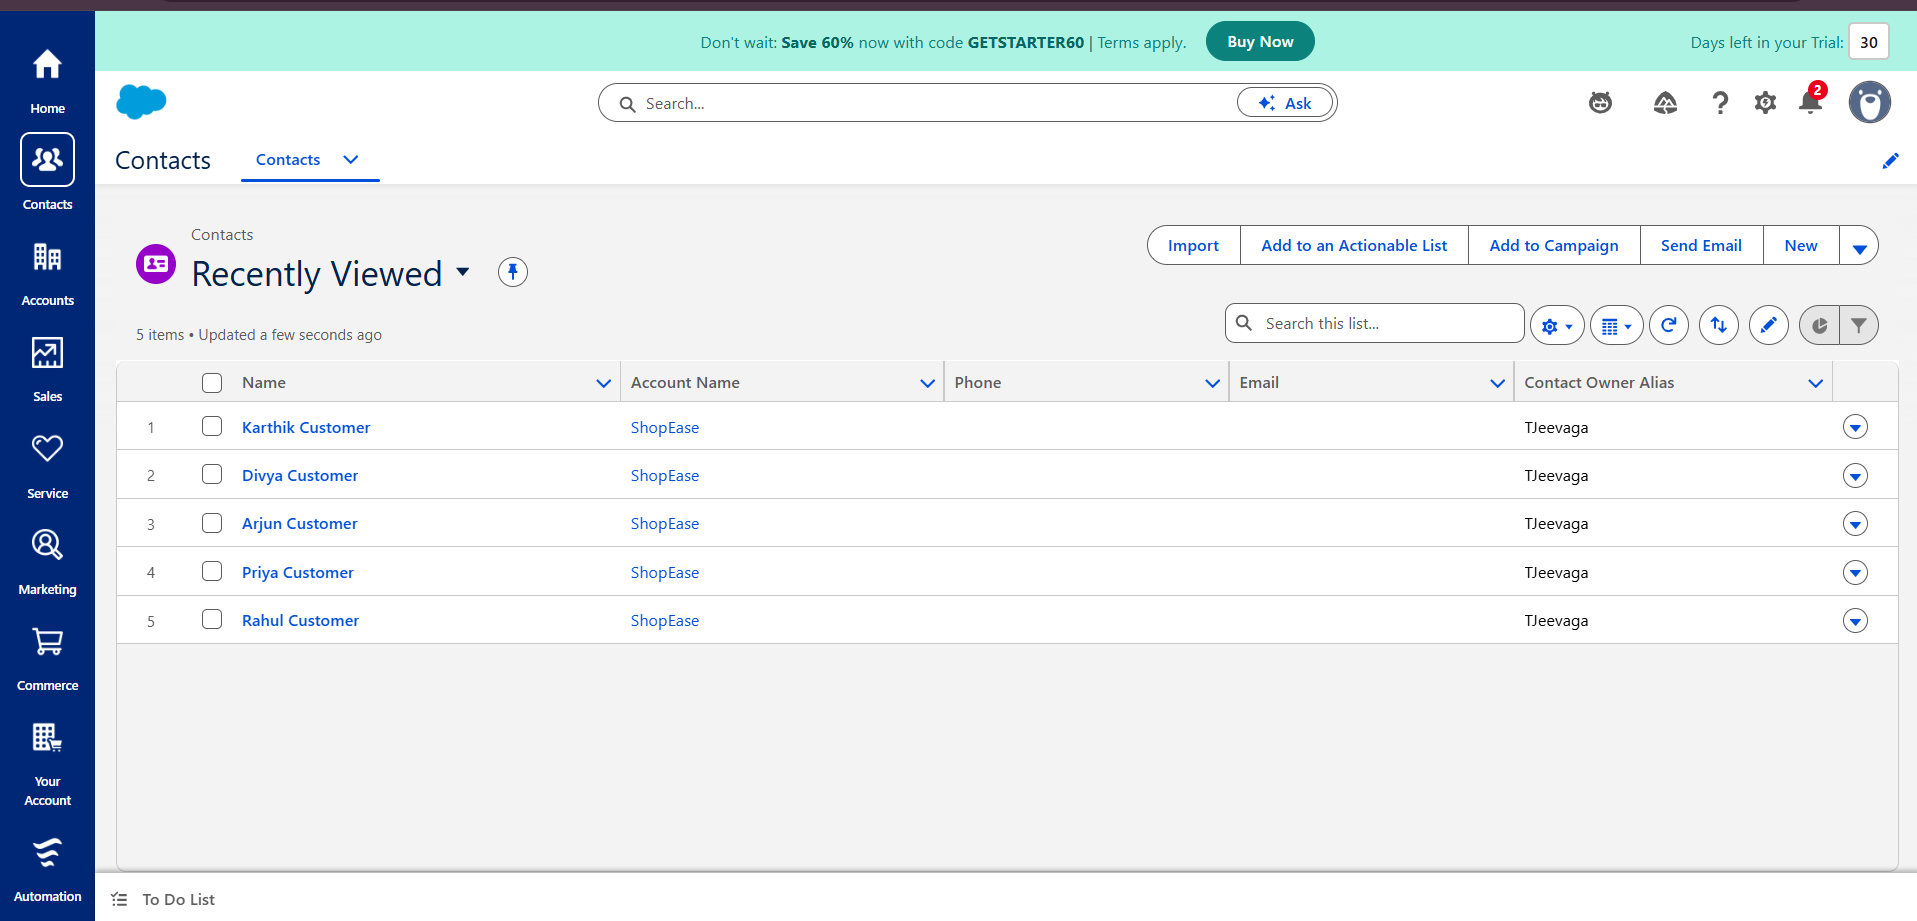 Don't wait: Save 60% now with code GETSTARTER60 | Terms apply. Buy Now Days left in your Trial: 30
Home
Search... Ask 2
Contacts Contacts
Contacts
Contacts
Recently Viewed
Import Add to an Actionable List Add to Campaign Send Email New
Accounts
5 items • Updated a few seconds ago Search this list...
Name Account Name Phone Email Contact Owner Alias
Sales
1 Karthik Customer ShopEase TJeevaga
2 Divya Customer ShopEase TJeevaga
Service
3 Arjun Customer ShopEase TJeevaga
4 Priya Customer ShopEase TJeevaga
Marketing
5 Rahul Customer ShopEase TJeevaga
Commerce
Your
Account
Automation
To Do List